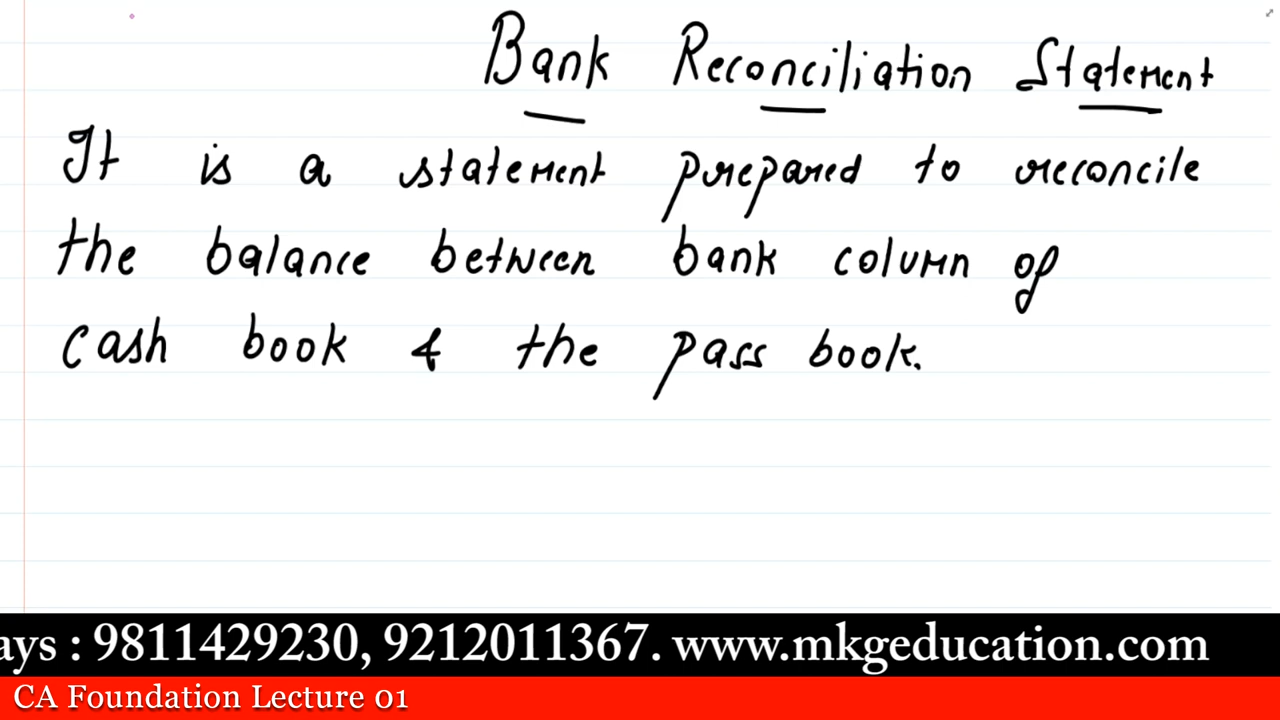 Bank Reconciliation Statement
It is a statement prepared to reconcile
the balance between bank column of
cash book & the pass book.
ays : 9811429230, 9212011367. www.mkgeducation.com
CA Foundation Lecture 01